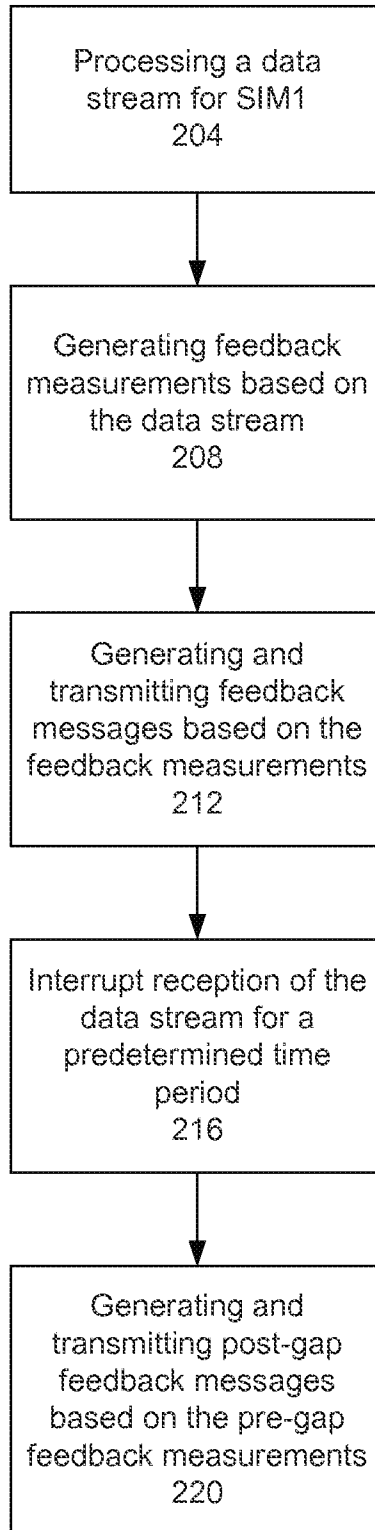 Processing a data
stream for SIM1
204
Generating feedback
measurements based on
the data stream
208
Generating and
transmitting feedback
messages based on the
feedback measurements
212
Interrupt reception of the
data stream for a
predetermined time
period
216
Generating and
transmitting post-gap
feedback messages
based on the pre-gap
feedback measurements
220